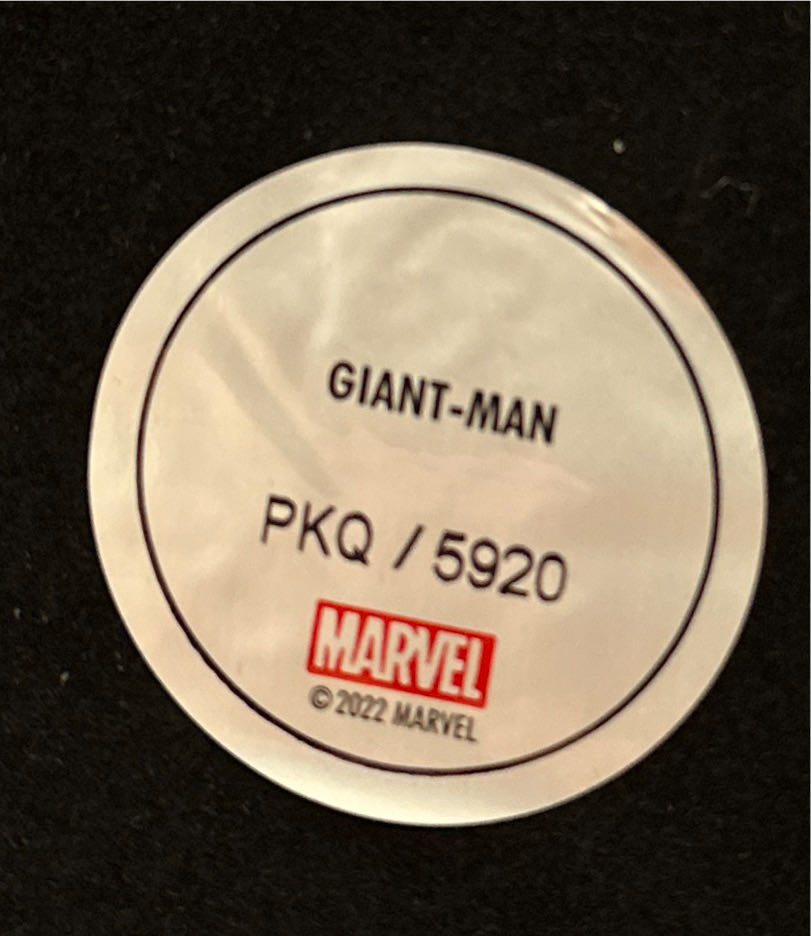 GIANT-MAN
PKQ / 5920
MARVEL
© 2022 MARVEL